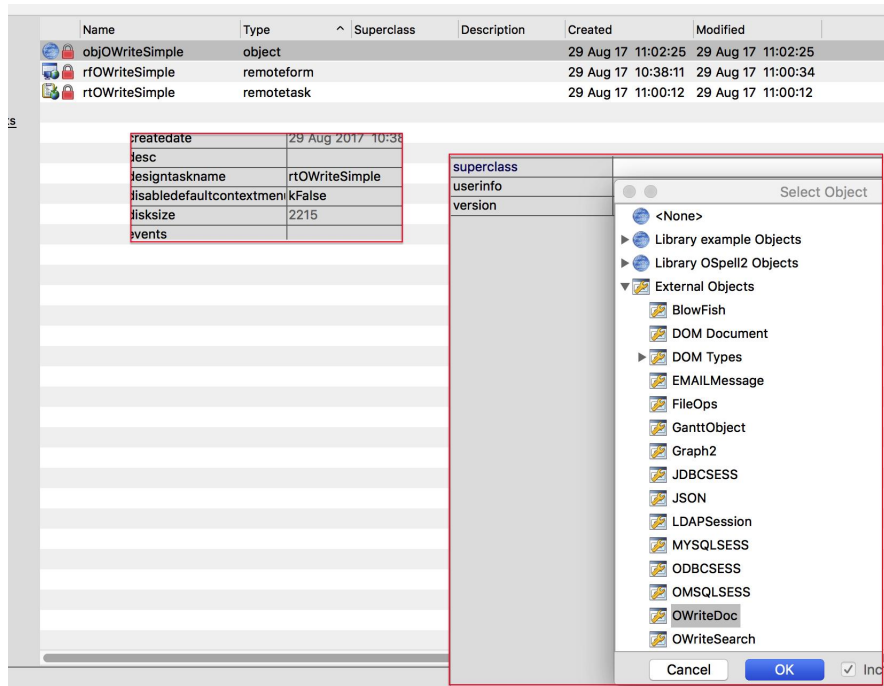 Name Type ^ Superclass Description Created Modified
objOWriteSimple object 29 Aug 17 11:02:25 29 Aug 17 11:02:25
rfOWriteSimple remoteform 29 Aug 17 10:38:11 29 Aug 17 11:00:34
rtOWriteSimple remotetask 29 Aug 17 11:00:12 29 Aug 17 11:00:12
ts
createdate 29 Aug 2017 10:38
desc
designtaskname rtOWriteSimple
disabledefaultcontextmenu kFalse
disksize 2215
events
superclass
userinfo
version
Select Object
<None>
Library example Objects
Library OSpell2 Objects
External Objects
BlowFish
DOM Document
DOM Types
EMAILMessage
FileOps
GanttObject
Graph2
JDBCSESS
JSON
LDAPSession
MYSQLSESS
ODBCSESS
OMSQLSESS
OWriteDoc
OWriteSearch
Cancel OK Inc